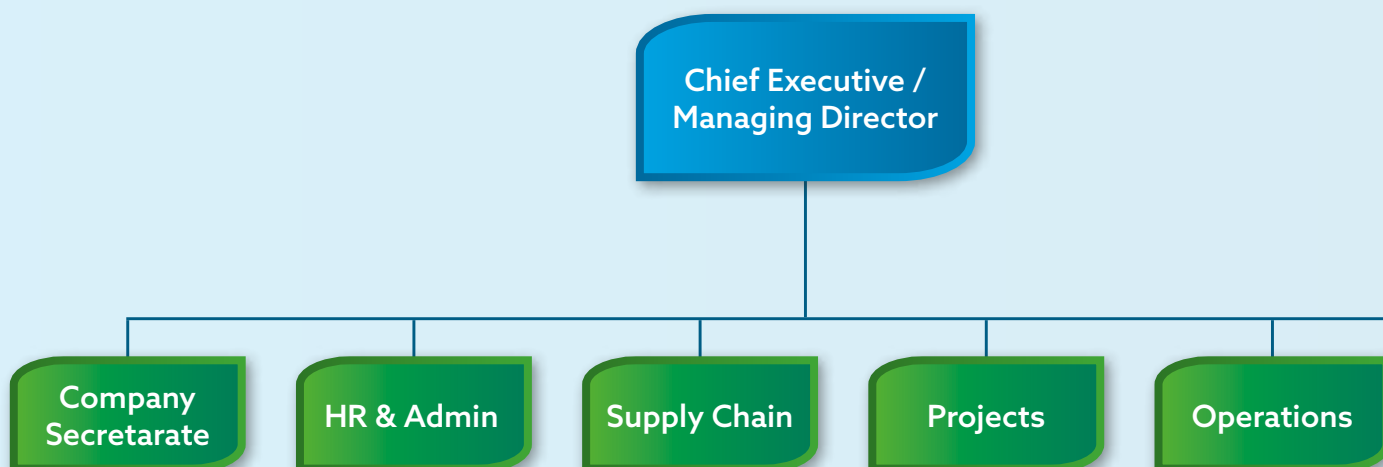 Chief Executive /
Managing Director
Company
Secretarate
HR & Admin
Supply Chain
Projects
Operations